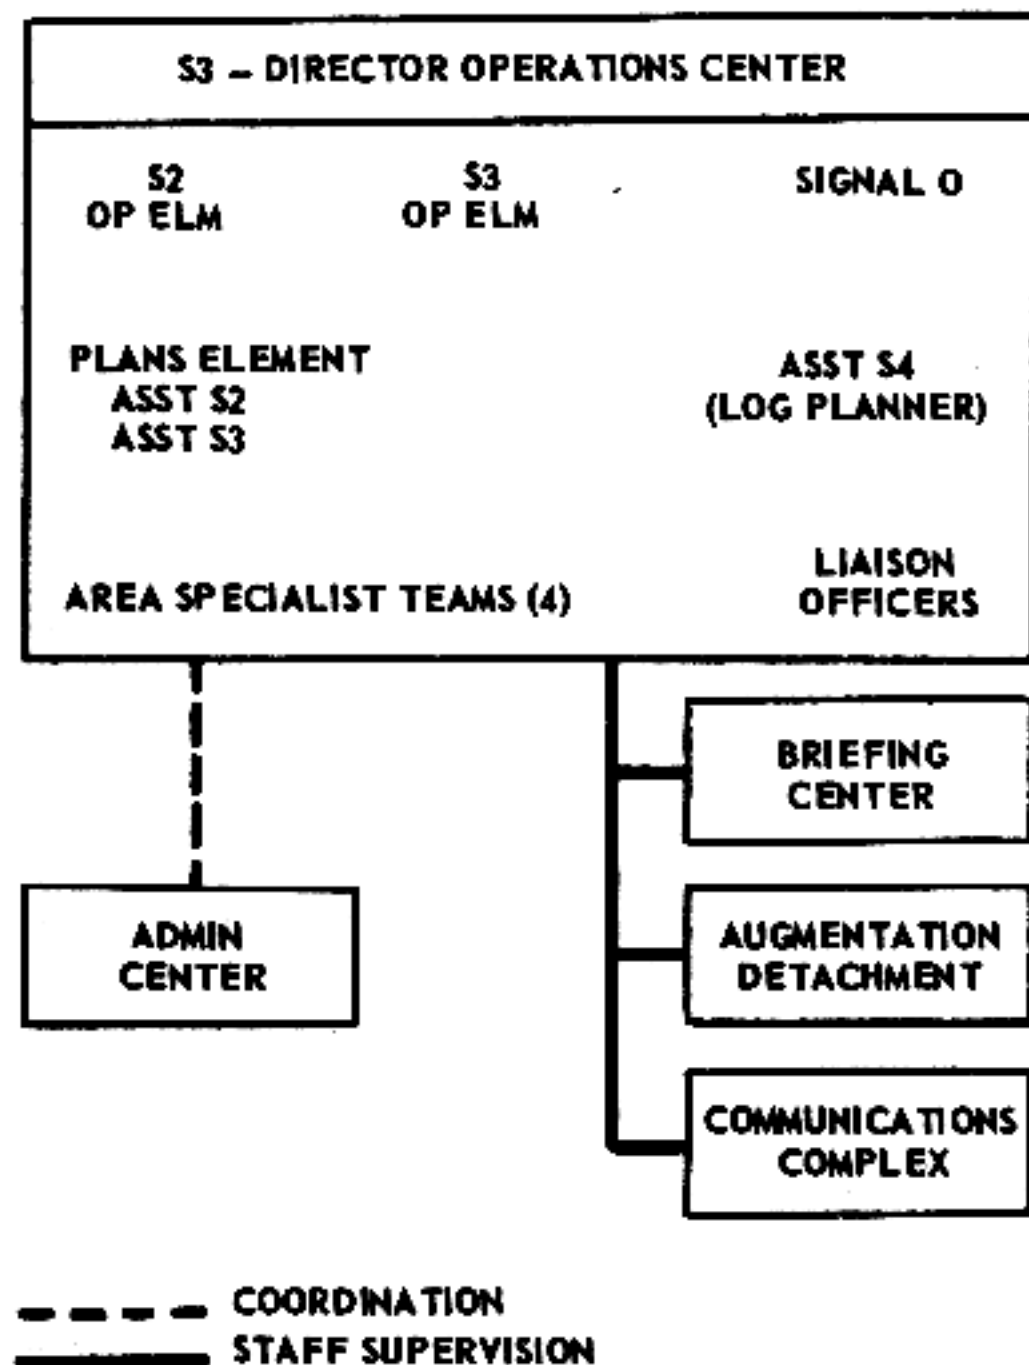 S3 – DIRECTOR OPERATIONS CENTER
S2
OP ELM
S3
OP ELM
SIGNAL O
PLANS ELEMENT
ASST S2
ASST S3
ASST S4
(LOG PLANNER)
AREA SPECIALIST TEAMS (4)
LIAISON
OFFICERS
BRIEFING
CENTER
ADMIN
CENTER
AUGMENTATION
DETACHMENT
COMMUNICATIONS
COMPLEX
COORDINATION
STAFF SUPERVISION